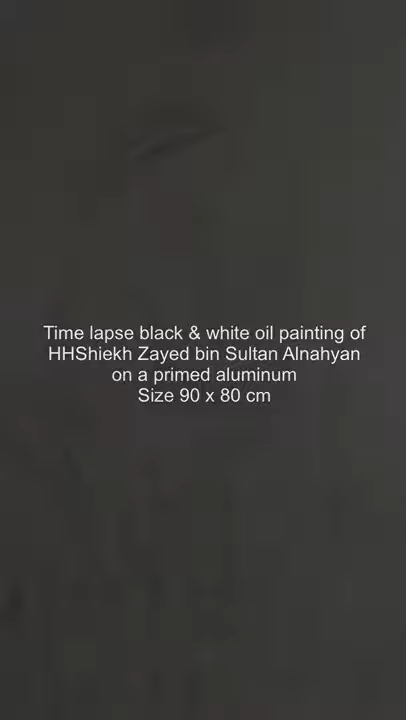 Time lapse black & white oil painting of
HHShiekh Zayed bin Sultan Alnahyan
on a primed aluminum
Size 90 x 80 cm